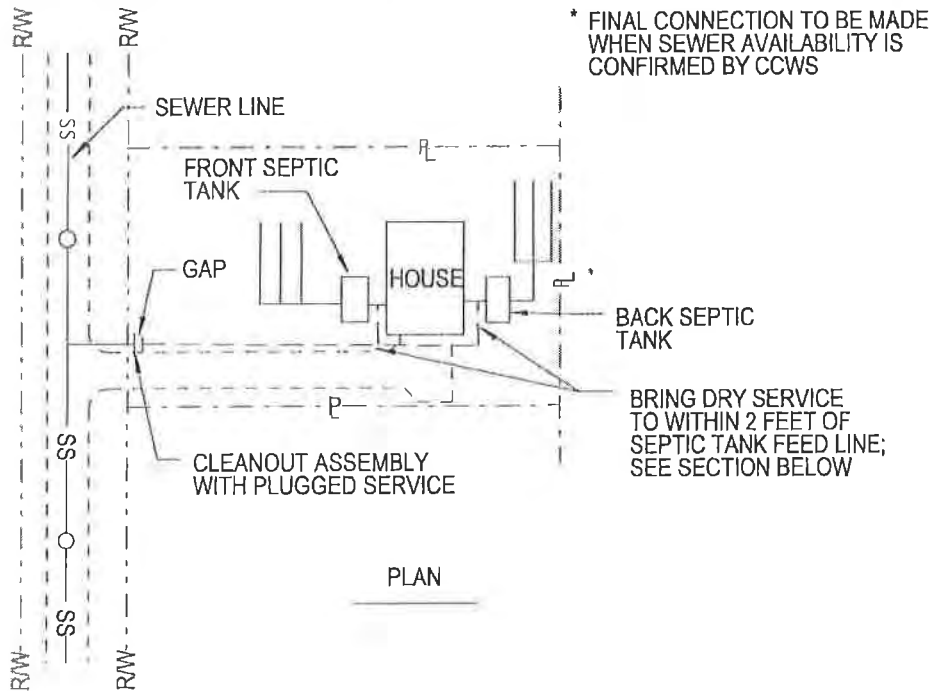 R/W
R/W
* FINAL CONNECTION TO BE MADE
WHEN SEWER AVAILABILITY IS
CONFIRMED BY CCWS
SS
SEWER LINE
PL
FRONT SEPTIC
TANK
GAP
HOUSE
PL *
BACK SEPTIC
TANK
BRING DRY SERVICE
TO WITHIN 2 FEET OF
SEPTIC TANK FEED LINE;
SEE SECTION BELOW
PL
SS
CLEANOUT ASSEMBLY
WITH PLUGGED SERVICE
PLAN
SS
R/W
R/W